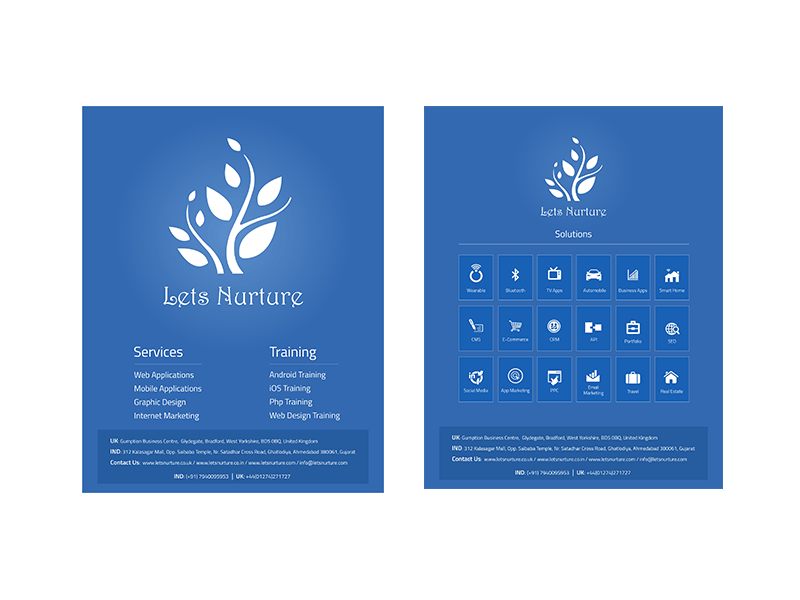 Lets Nurture
Services
Web Applications
Mobile Applications
Graphic Design
Internet Marketing
Training
Android Training
iOS Training
Php Training
Web Design Training
UK: Gumption Business Centre, Glydegate, Bradford, West Yorkshire, BD5 0BQ, United Kingdom
IND: 312 Kalasagar Mall, Opp. Saibaba Temple, Nr. Satadhar Cross Road, Ghatlodiya, Ahmedabad 380061, Gujarat
Contact Us: www.letsnurture.co.uk / www.letsnurture.co.in / www.letsnurture.com / info@letsnurture.com
IND: (+91) 7940095953 | UK: +44(0)1274271727
Lets Nurture
Solutions
Wearable
Bluetooth
TV Apps
Automobile
Business Apps
Smart Home
CMS
E-Commerce
CRM
API
Portfolio
SEO
Social Media
App Marketing
PPC
Email
Marketing
Travel
Real Estate
UK: Gumption Business Centre, Glydegate, Bradford, West Yorkshire, BD5 0BQ, United Kingdom
IND: 312 Kalasagar Mall, Opp. Saibaba Temple, Nr. Satadhar Cross Road, Ghatlodiya, Ahmedabad 380061, Gujarat
Contact Us: www.letsnurture.co.uk / www.letsnurture.co.in / www.letsnurture.com / info@letsnurture.com
IND: (+91) 7940095953 | UK: +44(0)1274271727